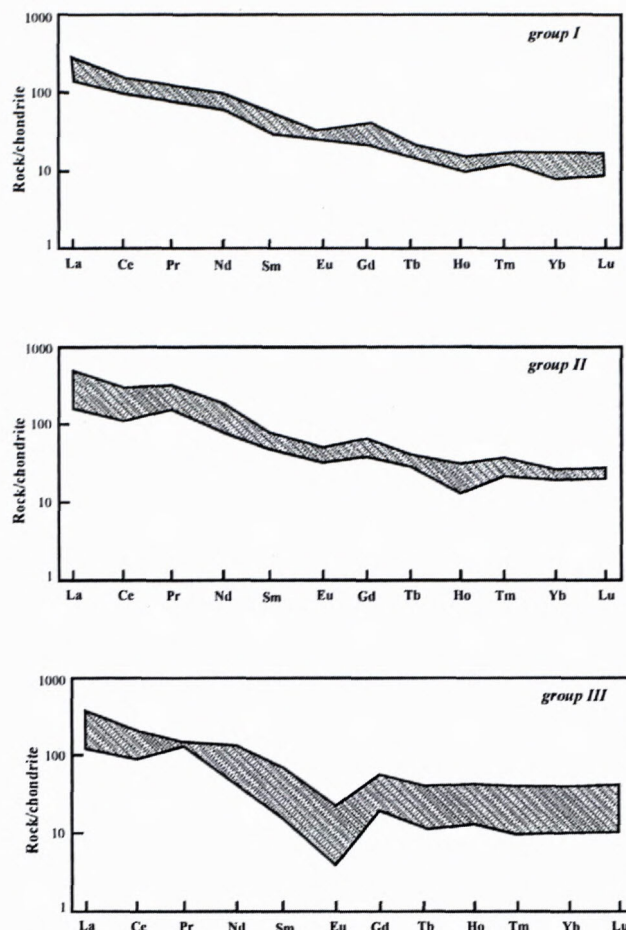 1000
group I
100
Rock/chondrite
10
1
La Ce Pr Nd Sm Eu Gd Tb Ho Tm Yb Lu
1000
group II
100
Rock/chondrite
10
1
La Ce Pr Nd Sm Eu Gd Tb Ho Tm Yb Lu
1000
group III
100
Rock/chondrite
10
1
La Ce Pr Nd Sm Eu Gd Tb Ho Tm Yb Lu